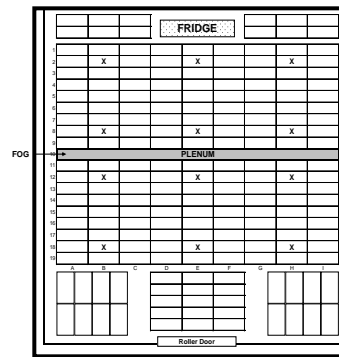 FRIDGE
1
2 X X X
3
4
5
6
7
8 X X X
9
FOG 10 PLENUM
11
12 X X X
13
14
15
16
17
18 X X X
19
A B C D E F G H I
Roller Door